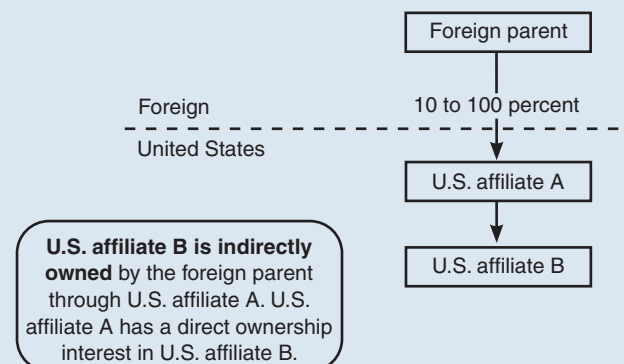 Foreign parent
Foreign
10 to 100 percent
United States
U.S. affiliate A
U.S. affiliate B is indirectly
owned by the foreign parent
through U.S. affiliate A. U.S.
affiliate A has a direct ownership
interest in U.S. affiliate B.
U.S. affiliate B